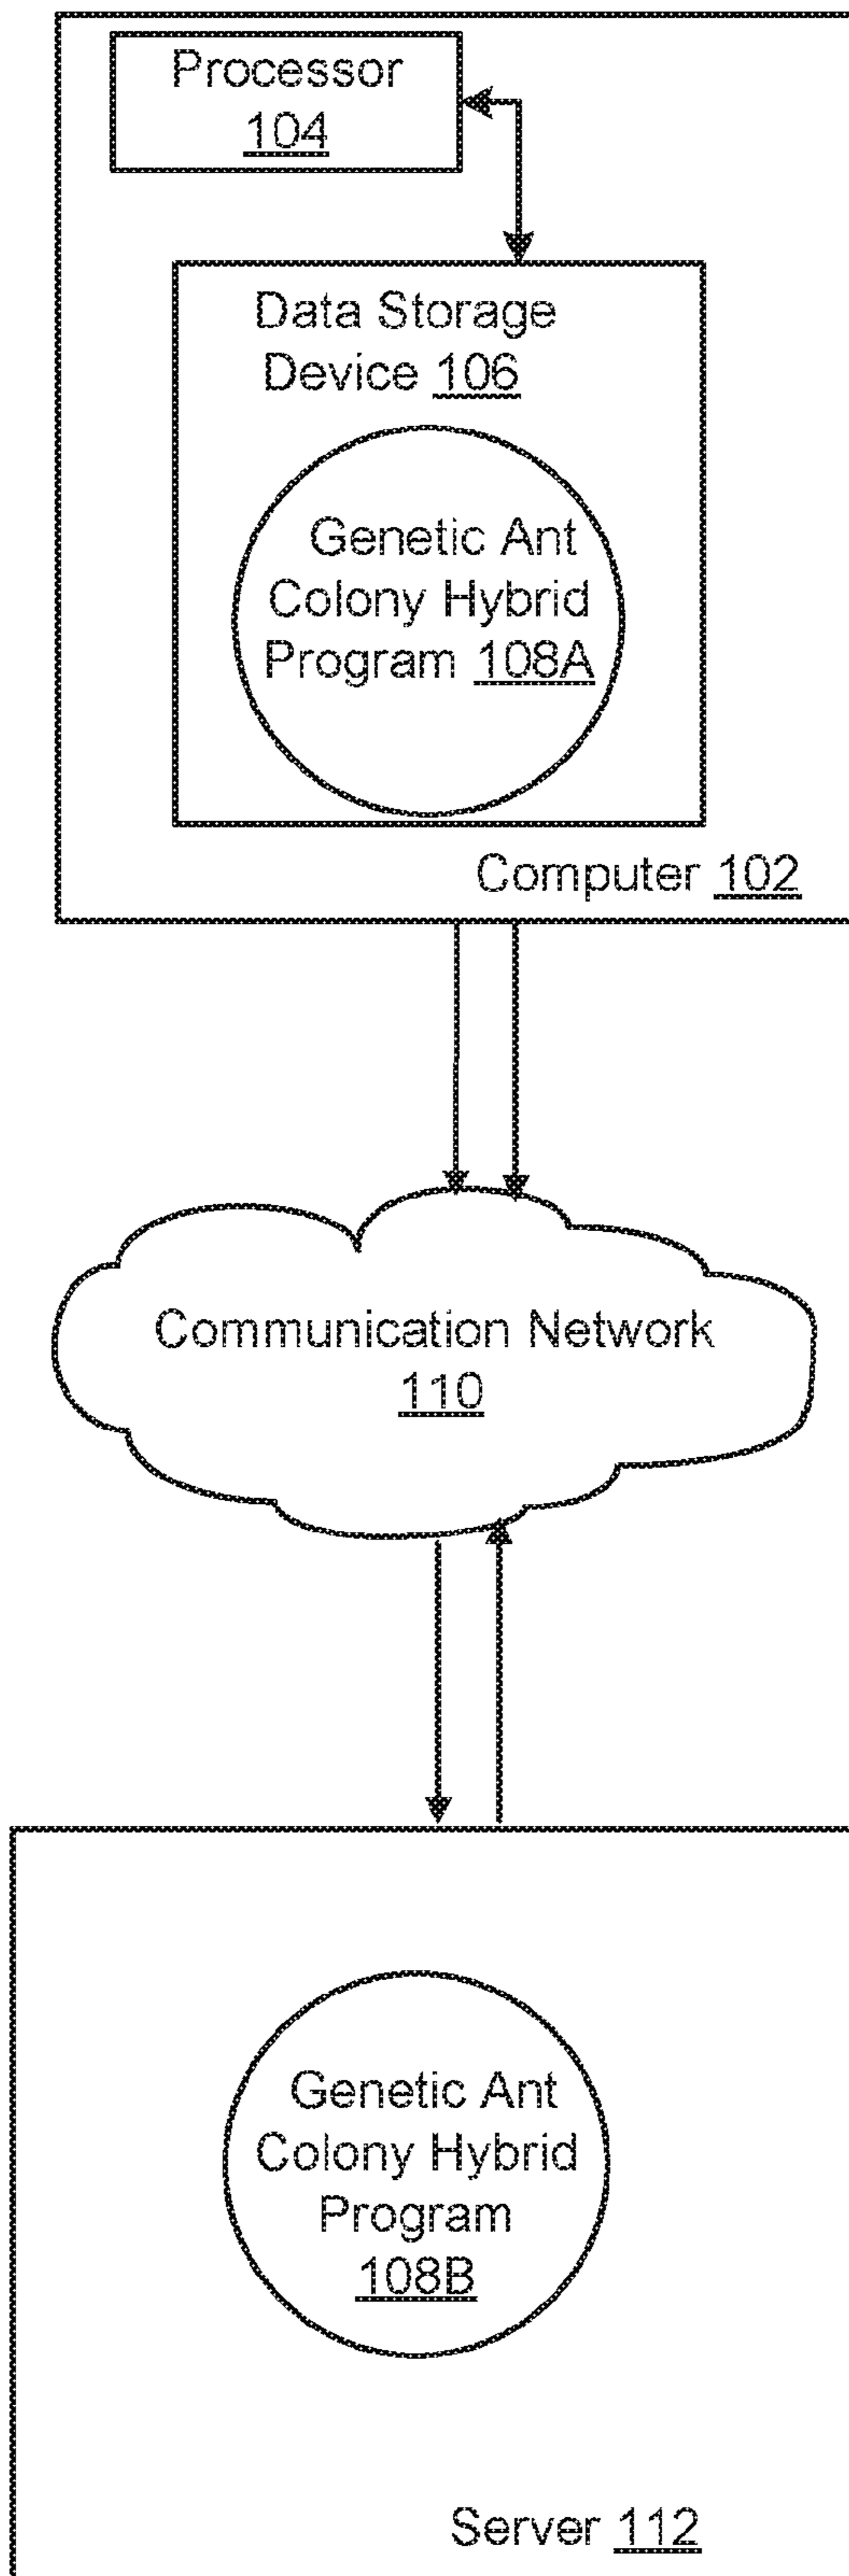 Processor
104
Data Storage
Device 106
Genetic Ant
Colony Hybrid
Program 108A
Computer 102
Communication Network
110
Genetic Ant
Colony Hybrid
Program
108B
Server 112